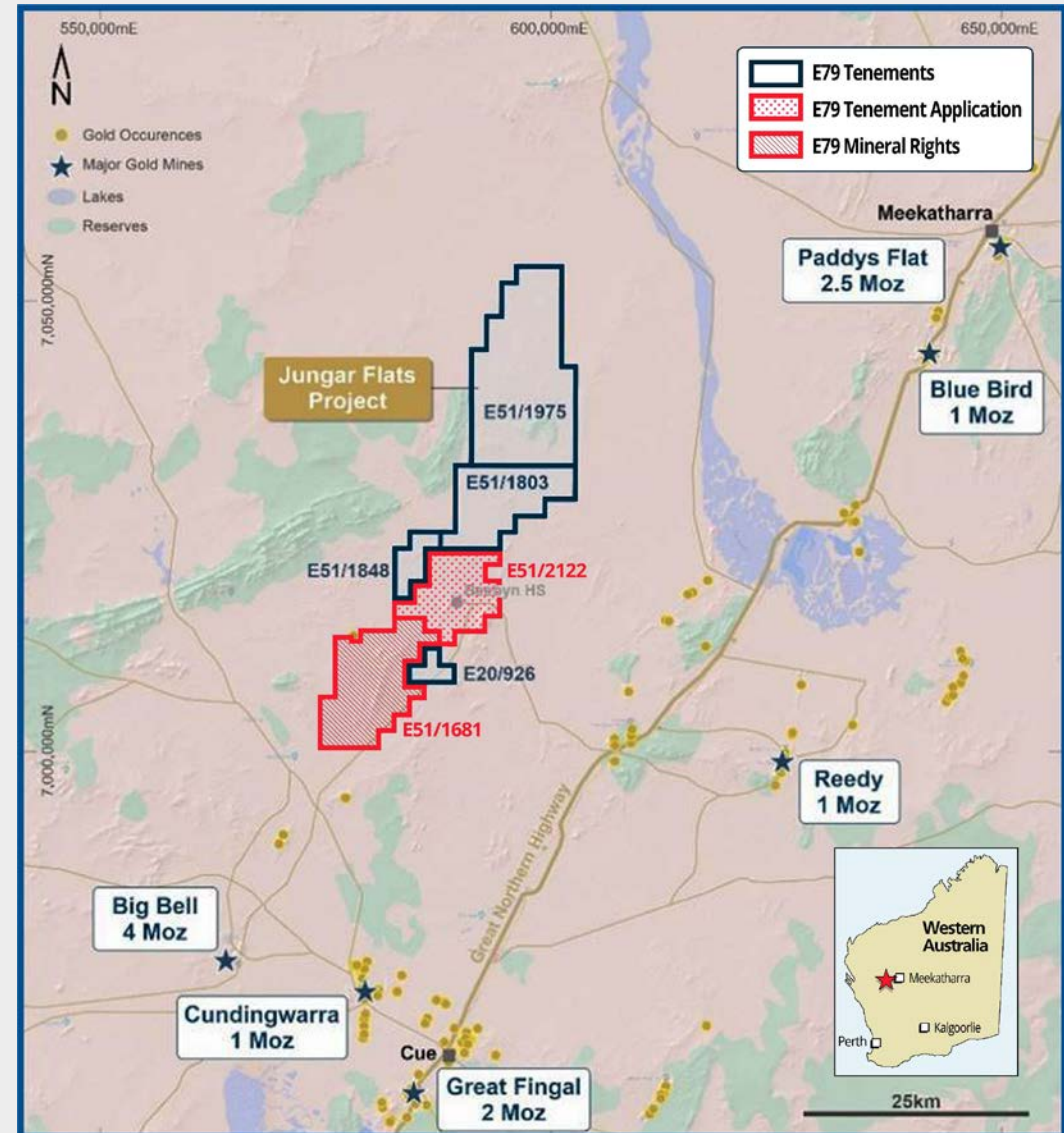 550,000mE
600,000mE
650,000mE
N
Gold Occurences
Major Gold Mines
Lakes
Reserves
E79 Tenements
E79 Tenement Application
E79 Mineral Rights
Meekatharra
Paddys Flat
2.5 Moz
7,050,000mN
Blue Bird
1 Moz
Jungar Flats
Project
E51/1975
E51/1803
E51/1848
E51/2122
HS
E20/926
E51/1681
7,000,000mN
Reedy
1 Moz
Great Northern Highway
Big Bell
4 Moz
Cundingwarra
1 Moz
Cue
Great Fingal
2 Moz
Western
Australia
Meekatharra
Kalgoorlie
Perth
25km